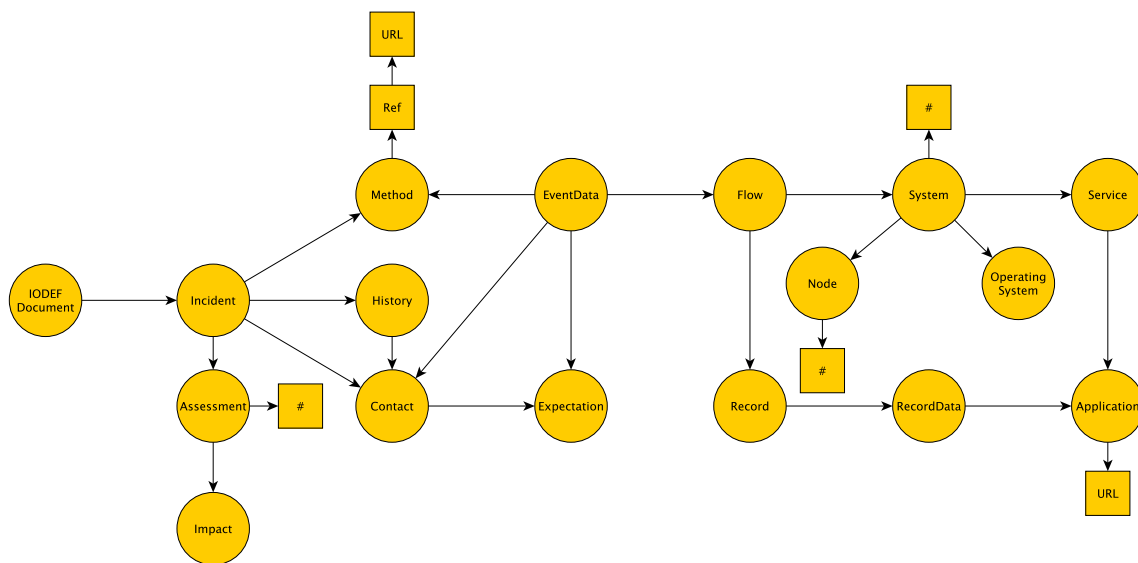 URL
Ref
#
Method
EventData
Flow
System
Service
Node
Operating
System
IODEF
Document
Incident
History
#
Assessment
#
Contact
Expectation
Record
RecordData
Application
URL
Impact